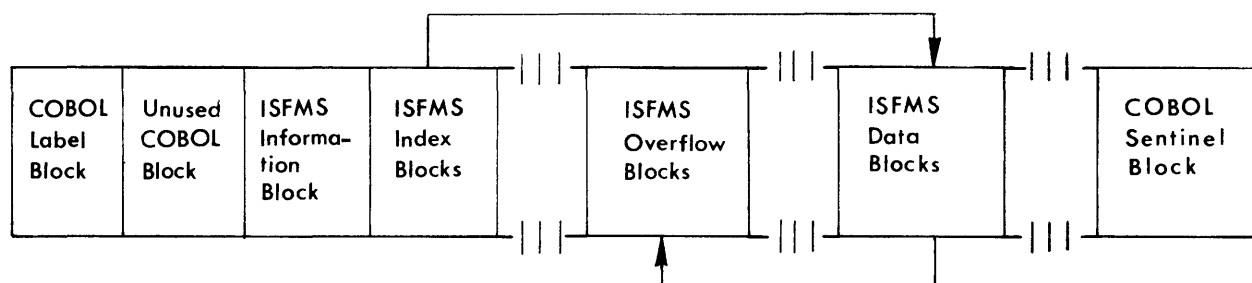 COBOL
Label
Block
Unused
COBOL
Block
ISFMS
Informa-
tion
Block
ISFMS
Index
Blocks
ISFMS
Overflow
Blocks
ISFMS
Data
Blocks
COBOL
Sentinel
Block